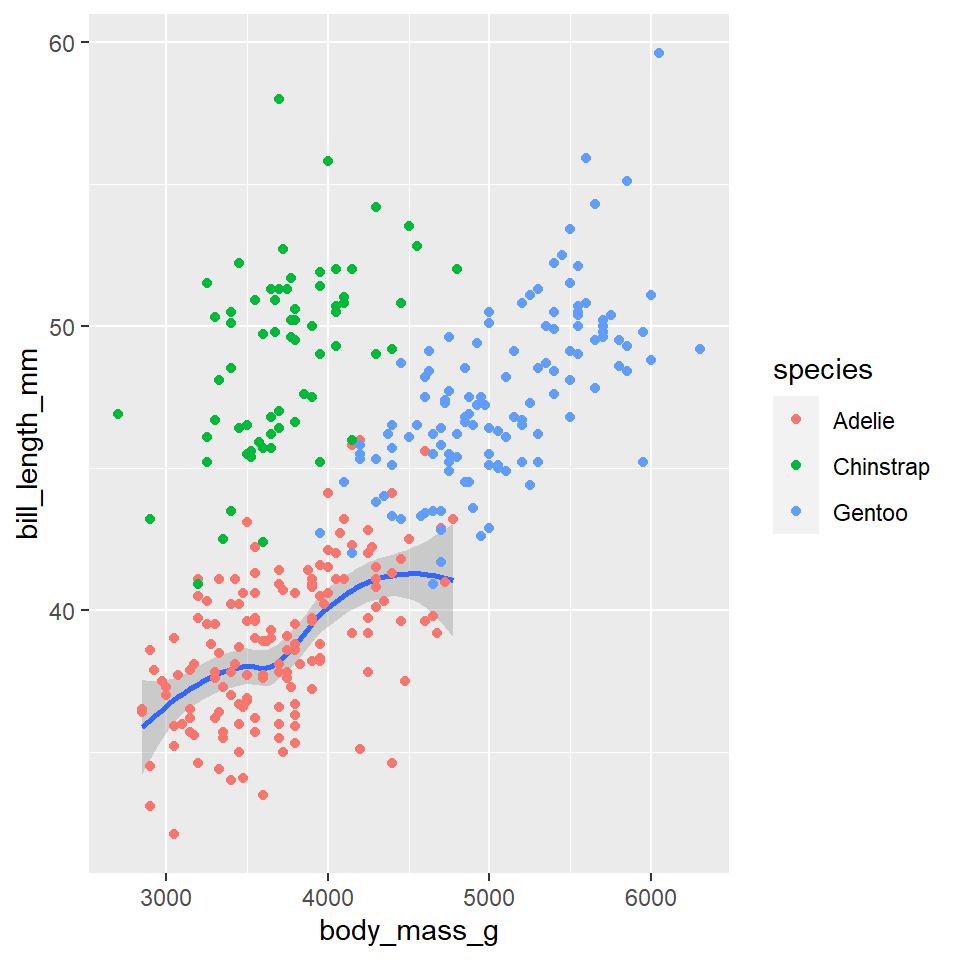 60
50
40
bill_length_mm
3000 4000 5000 6000
body_mass_g
species
Adelie
Chinstrap
Gentoo